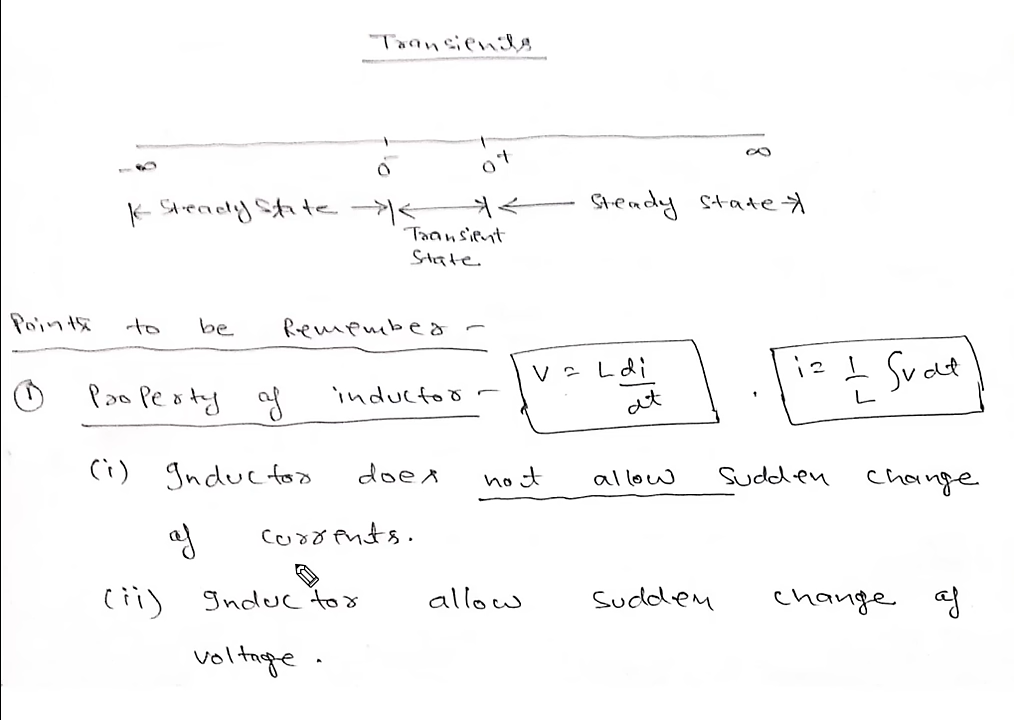 Transients
-∞ 0⁻ 0⁺ ∞
Steady State Steady state
Transient
State
Points to be Remember -
① Property of inductor - V = L di/dt , i = 1/L ∫v dt
(i) Inductor does not allow sudden change
of currents.
(ii) Inductor allow sudden change of
voltage.